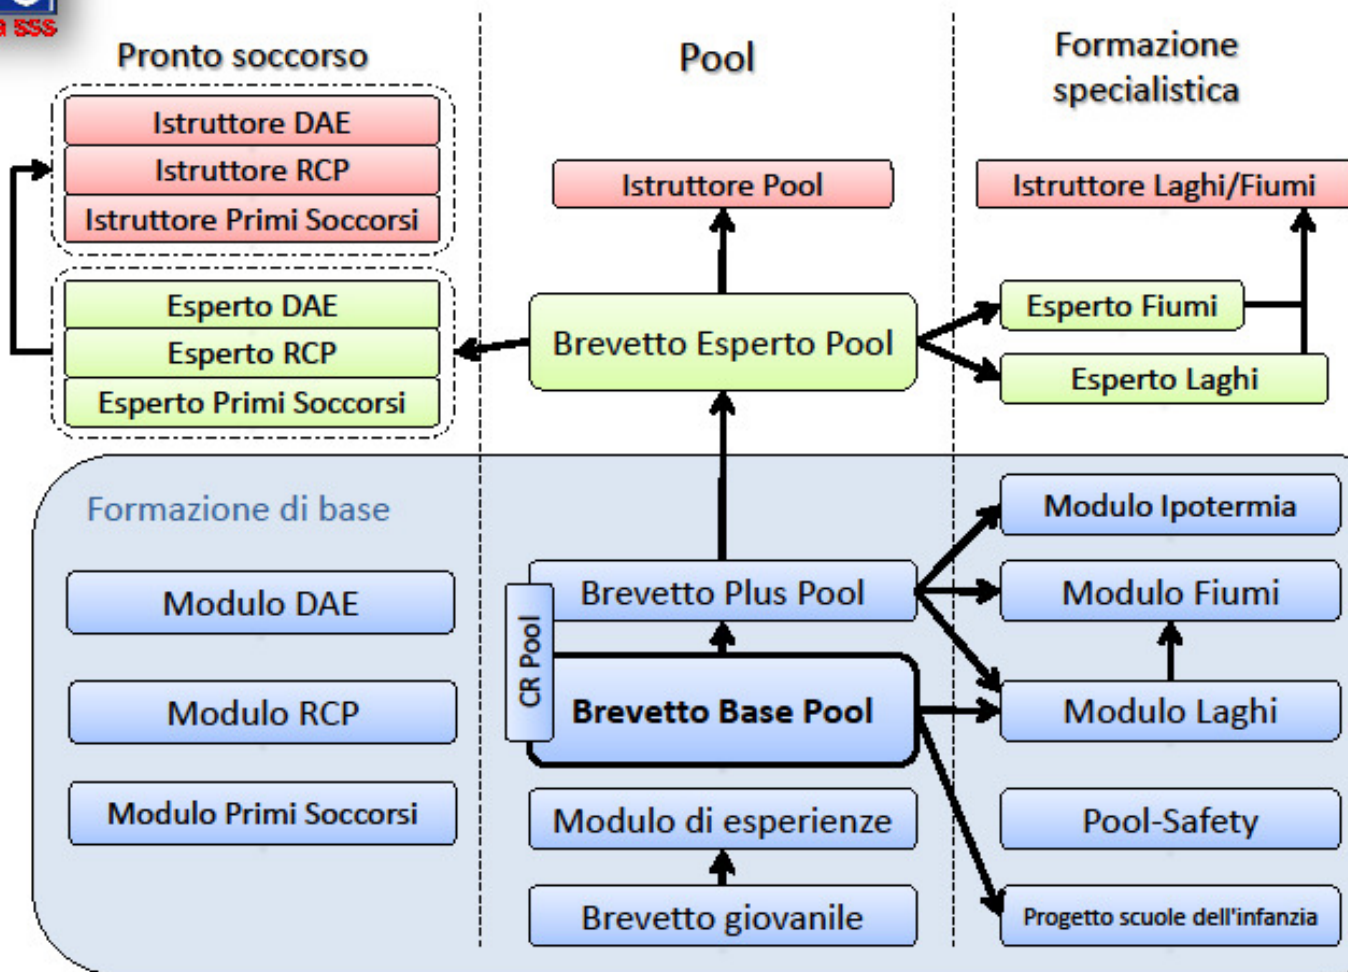 a sss
Pronto soccorso
Istruttore DAE
Istruttore RCP
Istruttore Primi Soccorsi
Esperto DAE
Esperto RCP
Esperto Primi Soccorsi
Pool
Istruttore Pool
Brevetto Esperto Pool
Formazione
specialistica
Istruttore Laghi/Fiumi
Esperto Fiumi
Esperto Laghi
Formazione di base
Modulo DAE
Modulo RCP
Modulo Primi Soccorsi
CR Pool
Brevetto Plus Pool
Brevetto Base Pool
Modulo di esperienze
Brevetto giovanile
Modulo Ipotermia
Modulo Fiumi
Modulo Laghi
Pool-Safety
Progetto scuole dell'infanzia